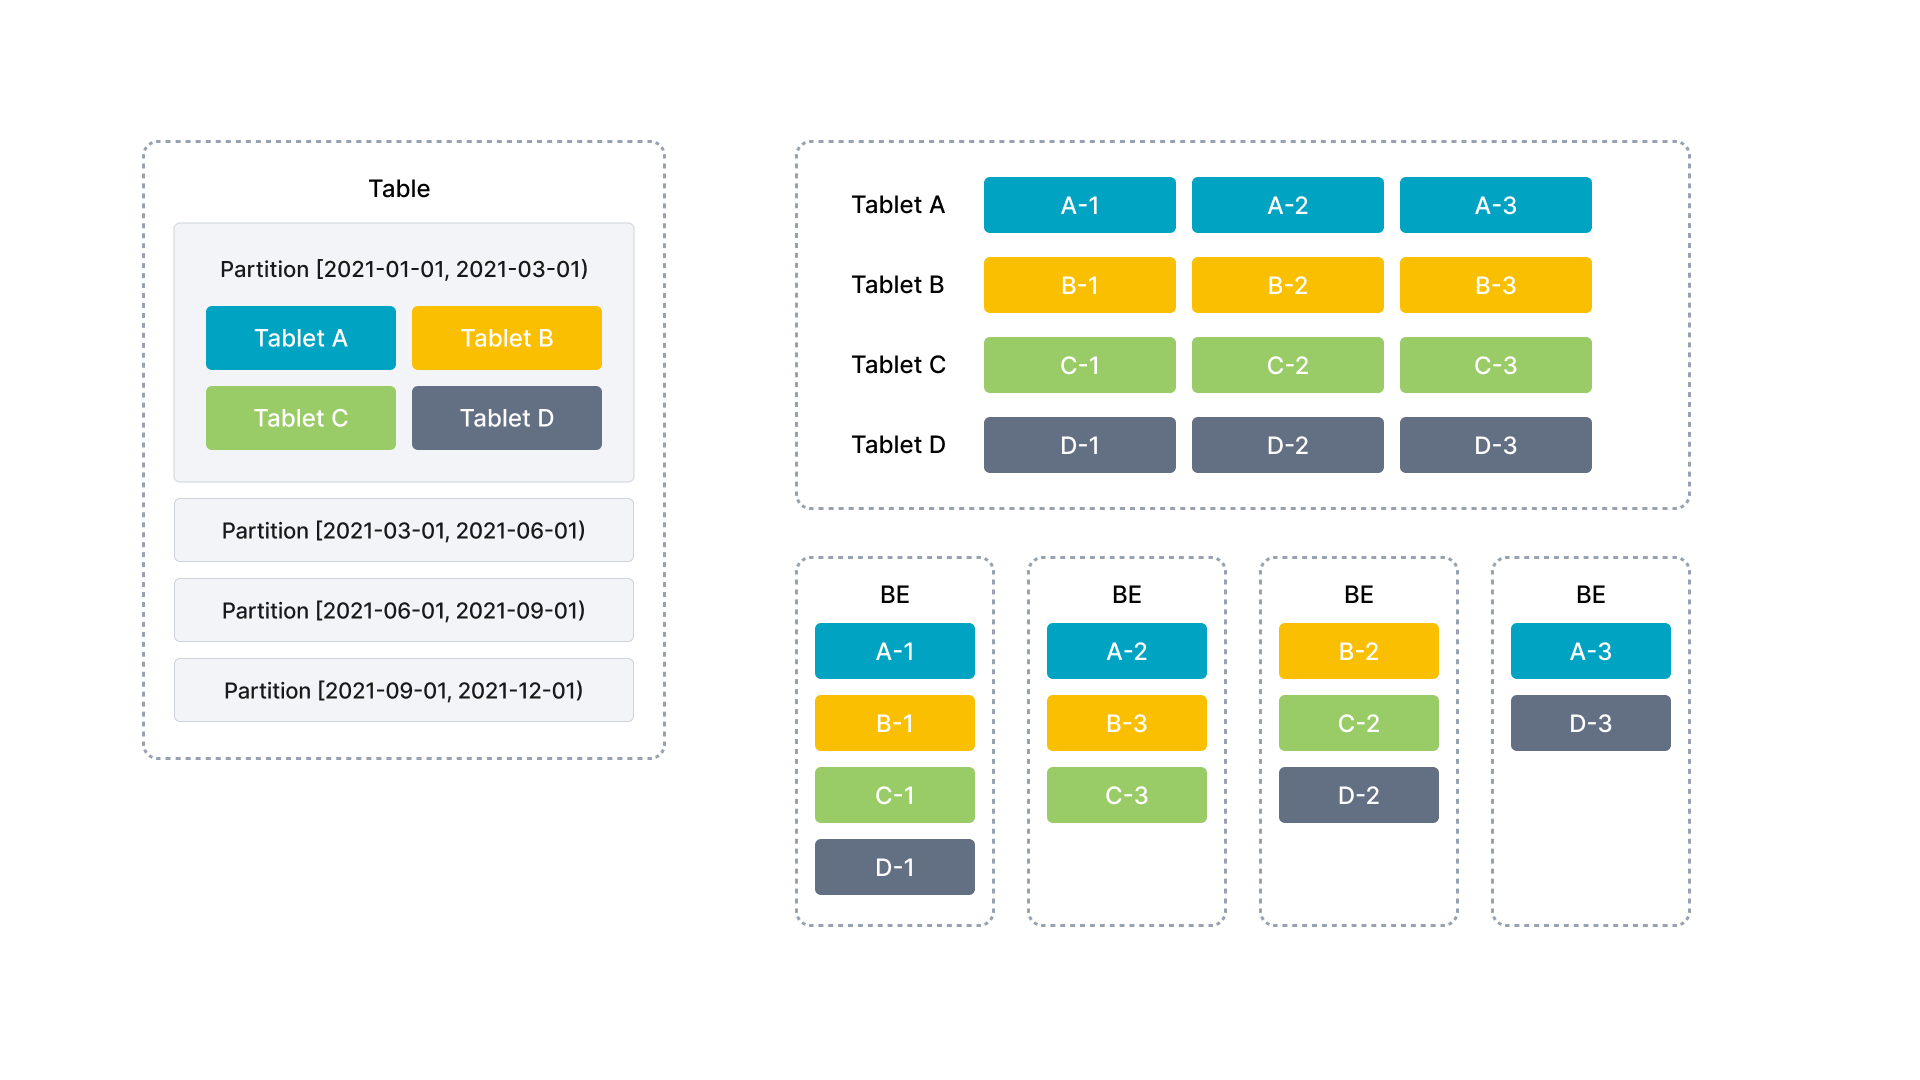 Table
Partition [2021-01-01, 2021-03-01)
Tablet A
Tablet B
Tablet C
Tablet D
Partition [2021-03-01, 2021-06-01)
Partition [2021-06-01, 2021-09-01)
Partition [2021-09-01, 2021-12-01)
Tablet A A-1 A-2 A-3
Tablet B B-1 B-2 B-3
Tablet C C-1 C-2 C-3
Tablet D D-1 D-2 D-3
BE
A-1
B-1
C-1
D-1
BE
A-2
B-3
C-3
BE
B-2
C-2
D-2
BE
A-3
D-3